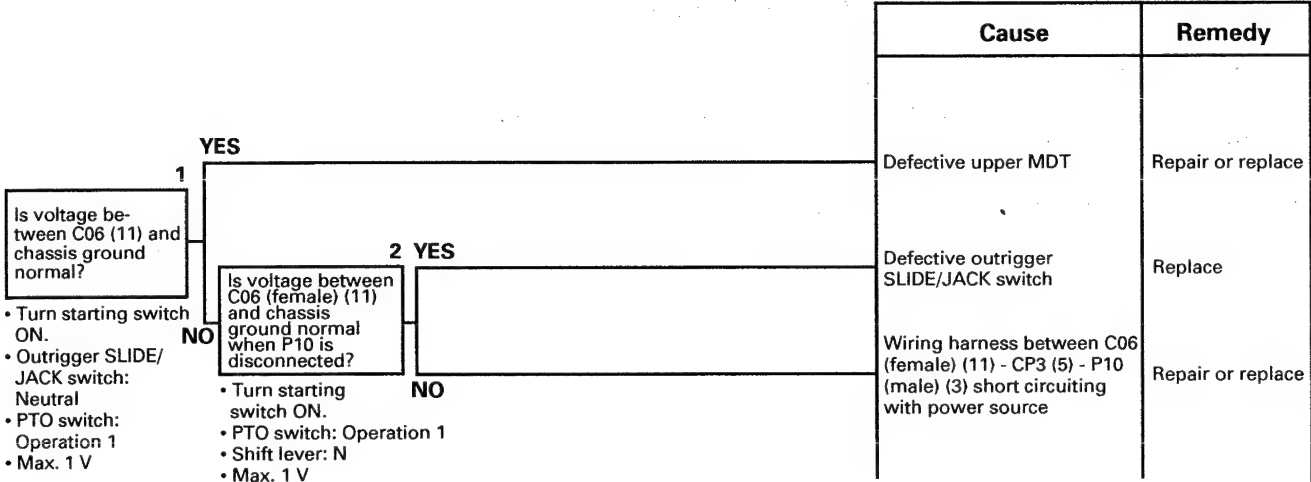 Cause
Remedy
YES
1
Is voltage be-
tween C06 (11) and
chassis ground
normal?
• Turn starting switch
ON.
• Outrigger SLIDE/
JACK switch:
Neutral
• PTO switch:
Operation 1
• Max. 1 V
NO
2 YES
Is voltage between
C06 (female) (11)
and chassis
ground normal
when P10 is
disconnected?
• Turn starting
switch ON.
• PTO switch: Operation 1
• Shift lever: N
• Max. 1 V
NO
Defective upper MDT
Repair or replace
Defective outrigger
SLIDE/JACK switch
Replace
Wiring harness between C06
(female) (11) - CP3 (5) - P10
(male) (3) short circuiting
with power source
Repair or replace